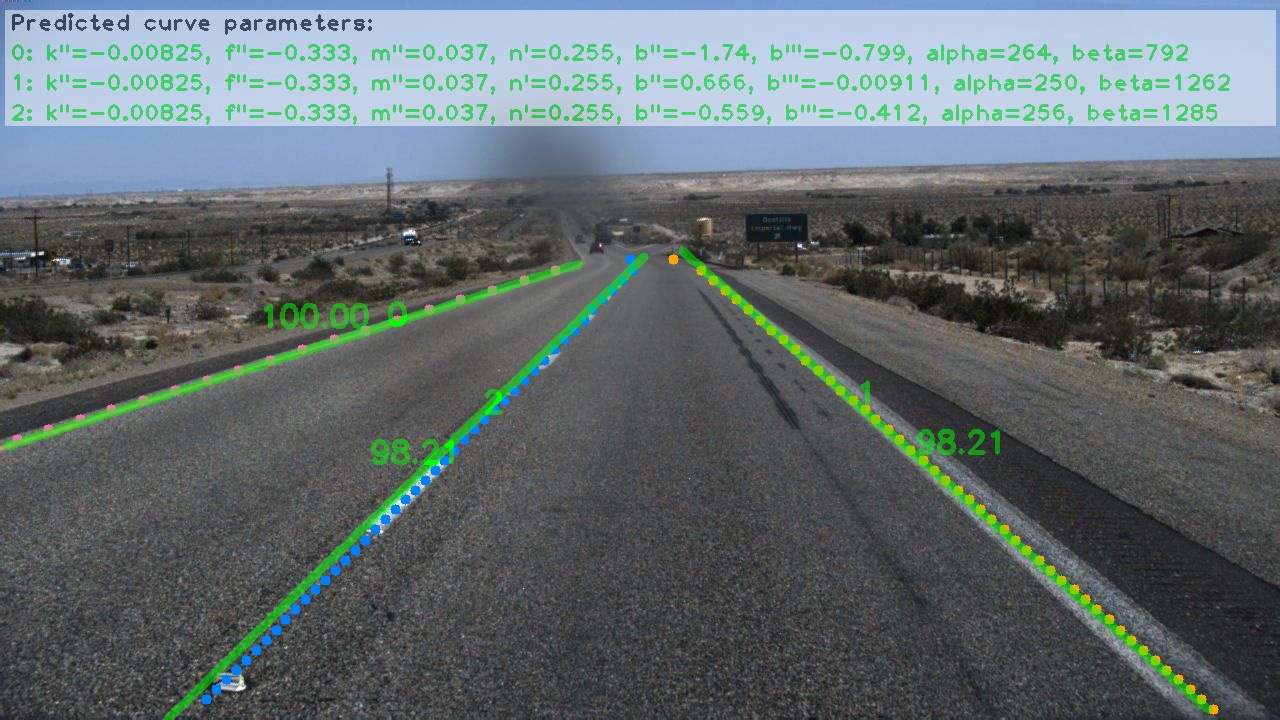 Predicted curve parameters:
0: k''=-0.00825, f''=-0.333, m''=0.037, n'=0.255, b''=-1.74, b'''=-0.799, alpha=264, beta=792
1: k''=-0.00825, f''=-0.333, m''=0.037, n'=0.255, b''=0.666, b'''=-0.00911, alpha=250, beta=1262
2: k''=-0.00825, f''=-0.333, m''=0.037, n'=0.255, b''=-0.559, b'''=-0.412, alpha=256, beta=1285
Ocotillo
Imperial Hwy
100.00 0
2
1
98.21
98.21